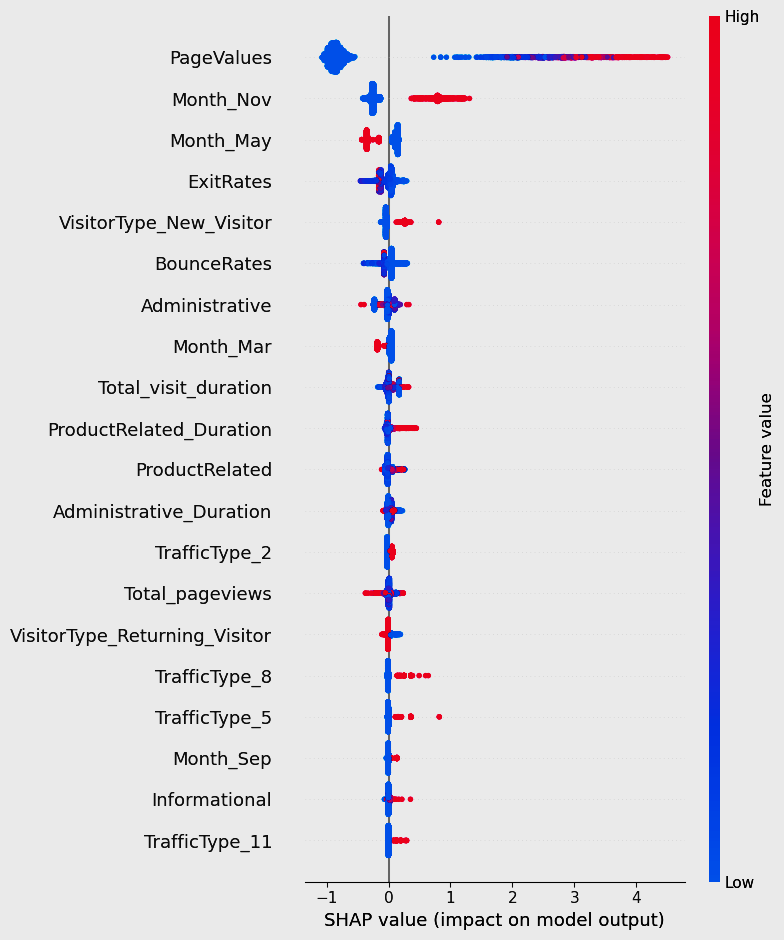 High
PageValues
Month_Nov
Month_May
ExitRates
VisitorType_New_Visitor
BounceRates
Administrative
Month_Mar
Total_visit_duration
ProductRelated_Duration
ProductRelated
Administrative_Duration
TrafficType_2
Total_pageviews
VisitorType_Returning_Visitor
TrafficType_8
TrafficType_5
Month_Sep
Informational
TrafficType_11
Feature value
Low
−1 0 1 2 3 4
SHAP value (impact on model output)